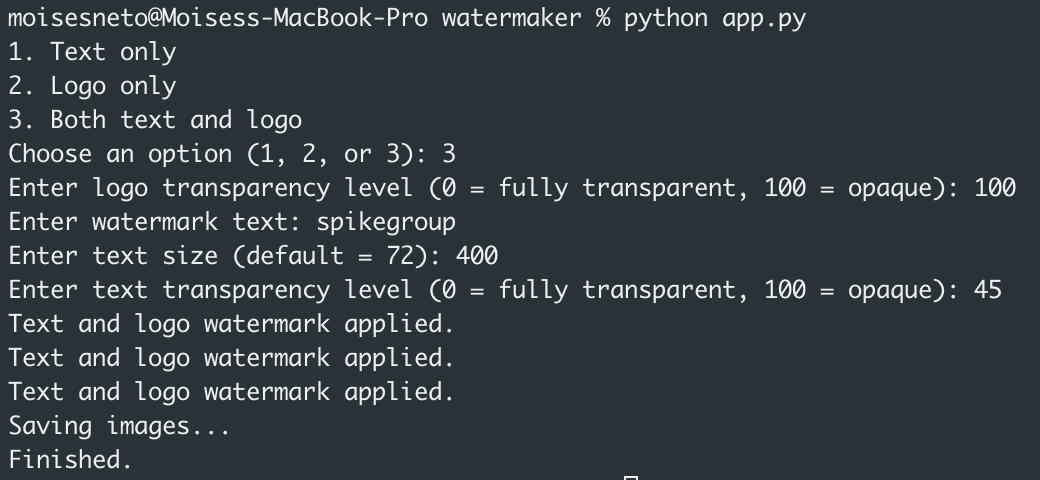 moisesneto@Moisess-MacBook-Pro watermaker % python app.py
1. Text only
2. Logo only
3. Both text and logo
Choose an option (1, 2, or 3): 3
Enter logo transparency level (0 = fully transparent, 100 = opaque): 100
Enter watermark text: spikegroup
Enter text size (default = 72): 400
Enter text transparency level (0 = fully transparent, 100 = opaque): 45
Text and logo watermark applied.
Text and logo watermark applied.
Text and logo watermark applied.
Saving images...
Finished.